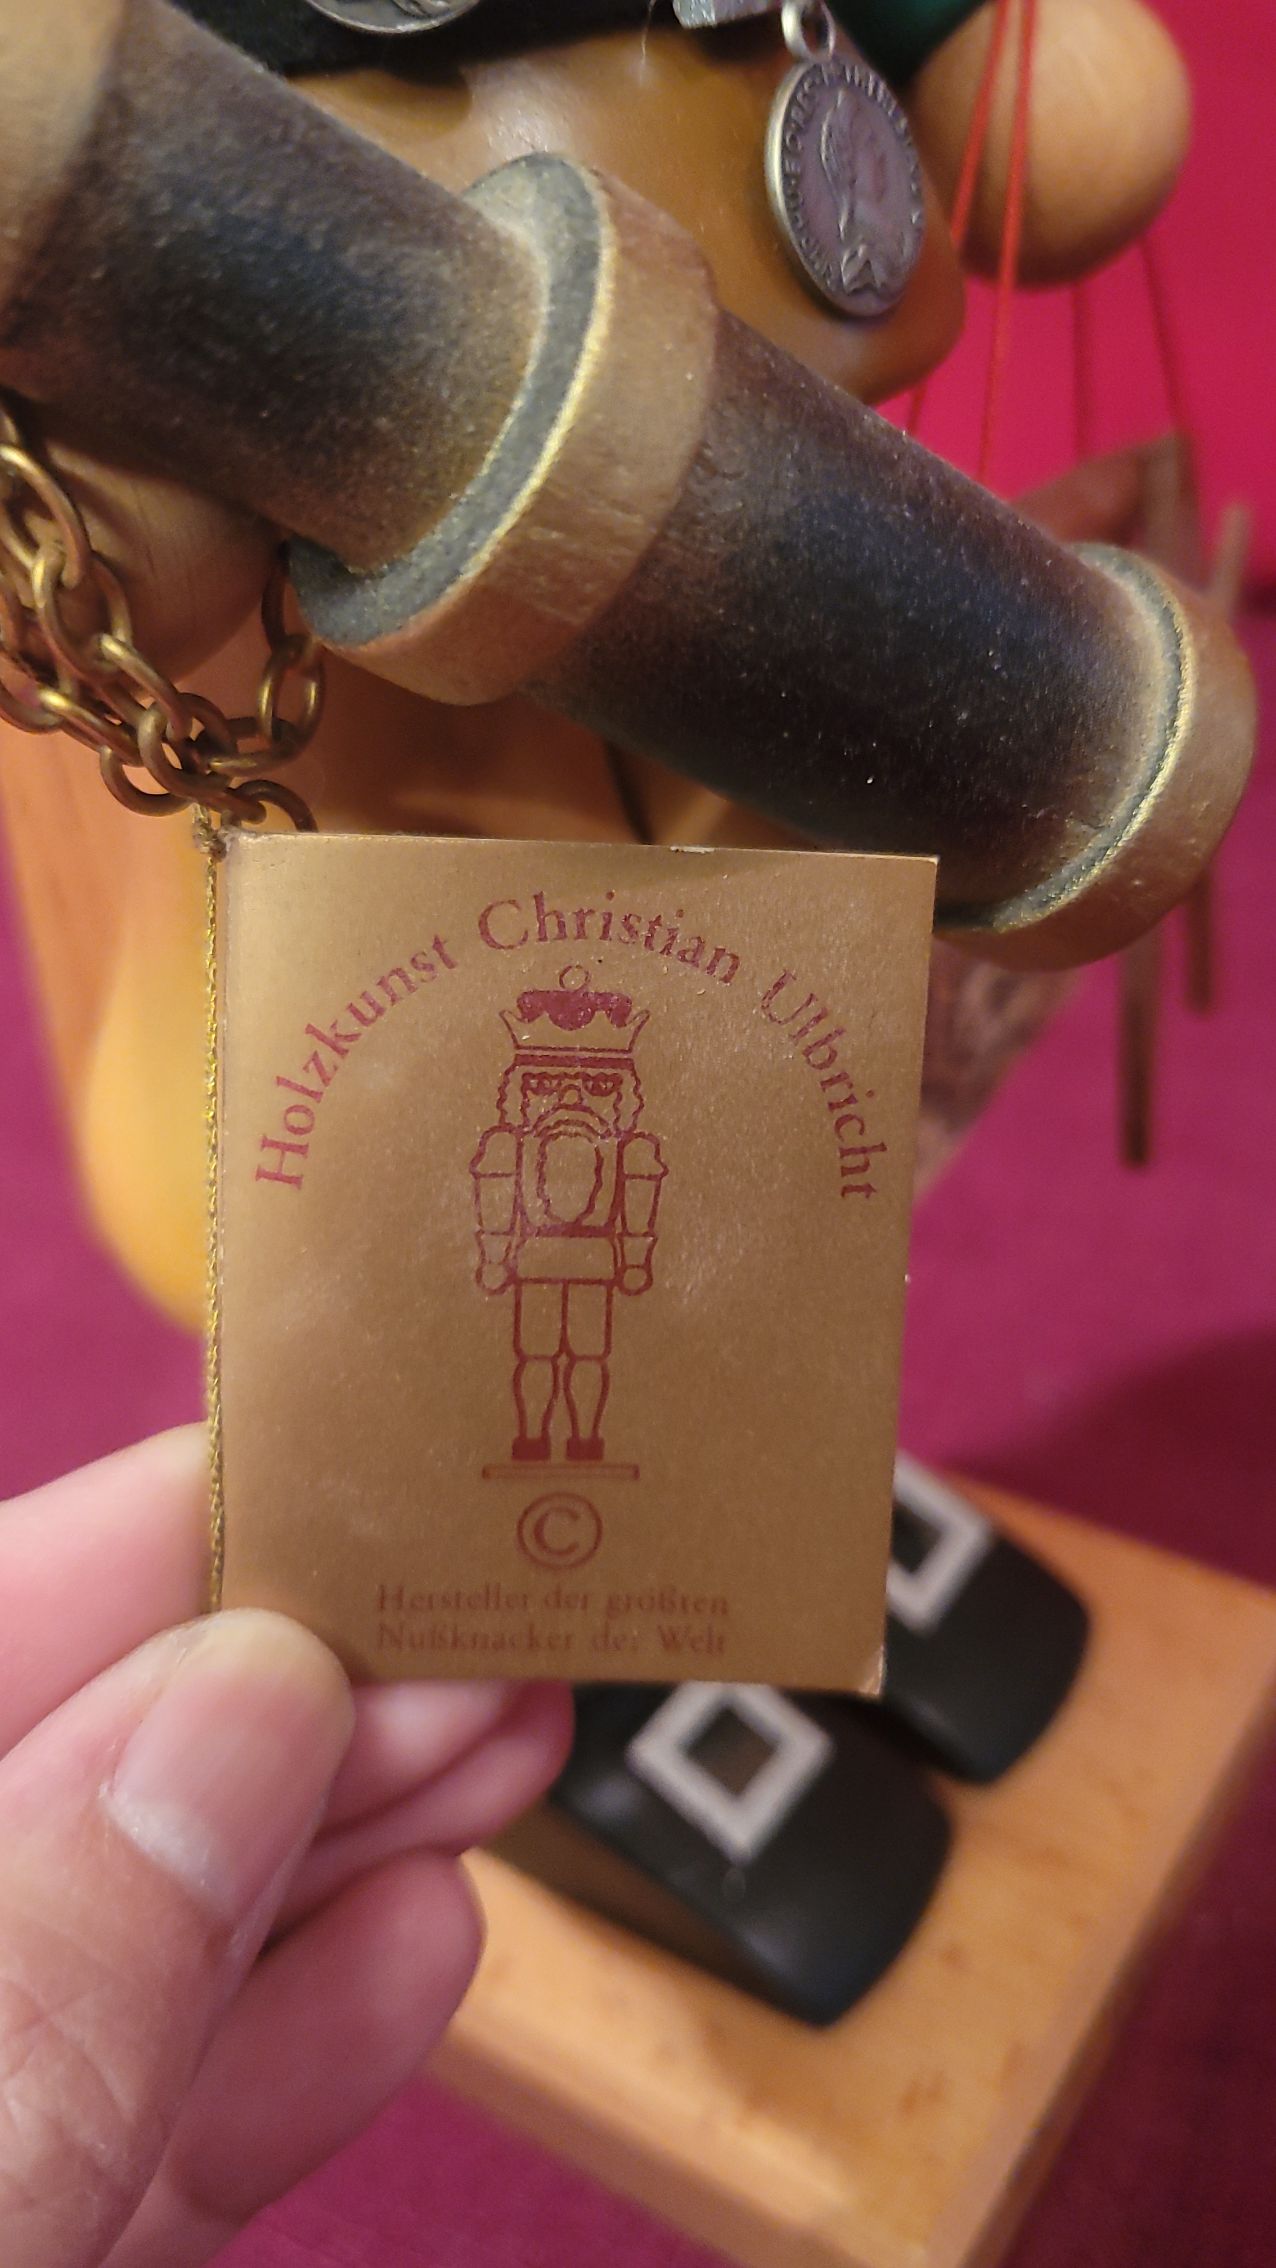 Holzkunst Christian Ulbricht
©
Hersteller der größten
Nußknacker der Welt